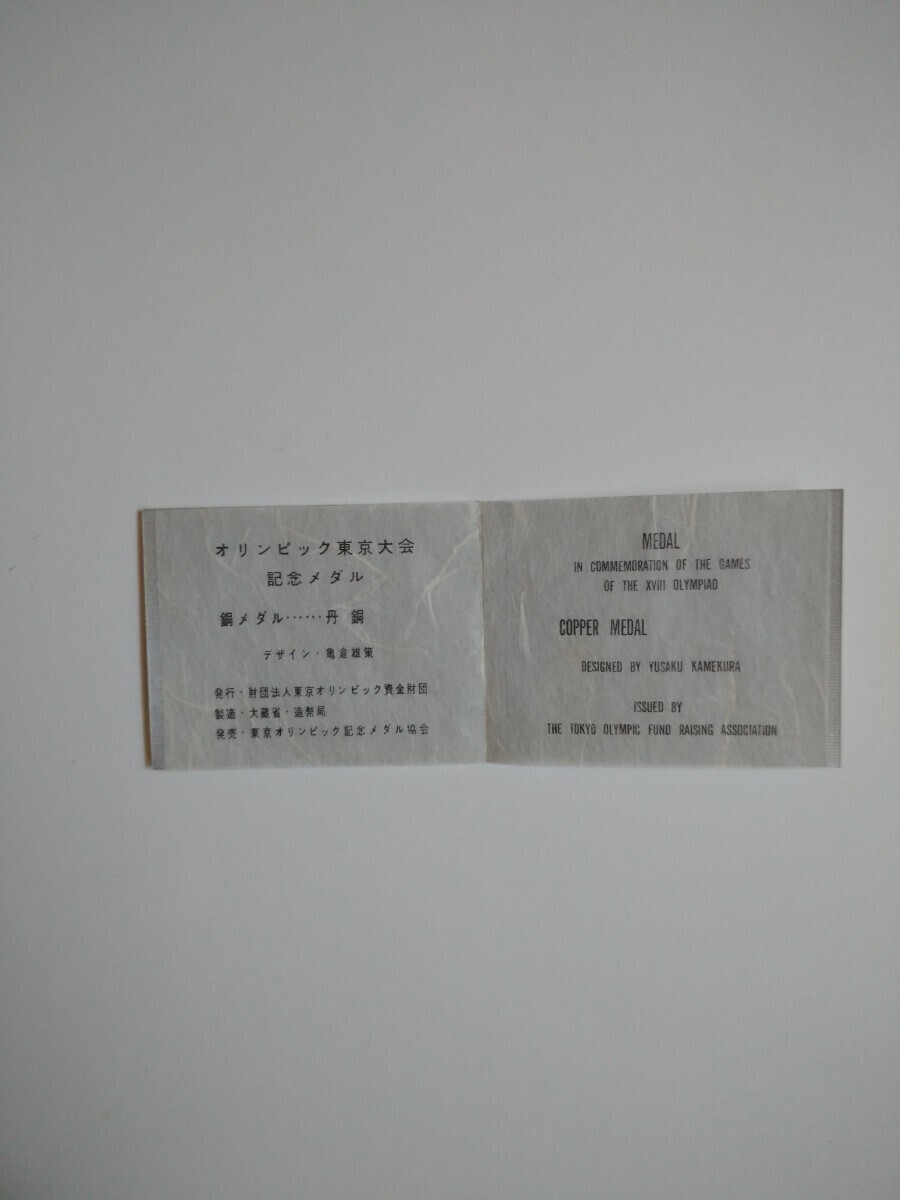 オリンピック東京大会
記念メダル
銅メダル……丹銅
デザイン・亀倉雄策
発行・財団法人東京オリンピック資金財団
製造・大蔵省・造幣局
発売・東京オリンピック記念メダル協会
MEDAL
IN COMMEMORATION OF THE GAMES
OF THE XVIII OLYMPIAD
COPPER MEDAL
DESIGNED BY YUSAKU KAMEKURA
ISSUED BY
THE TOKYO OLYMPIC FUND RAISING ASSOCIATION